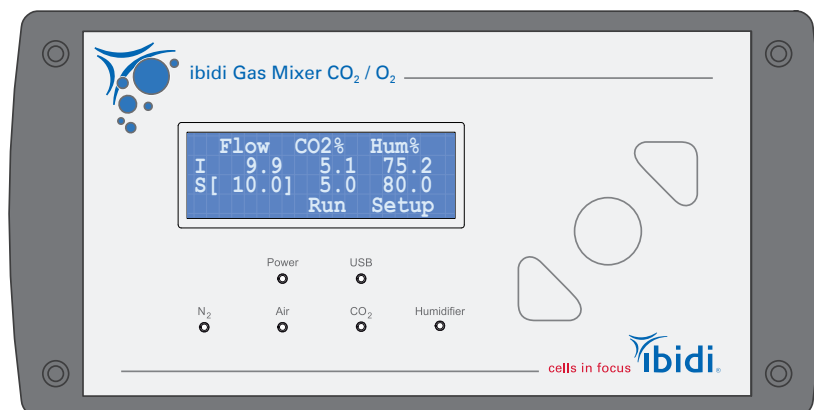 ibidi Gas Mixer CO₂ / O₂
Flow CO2% Hum%
I 9.9 5.1 75.2
S[ 10.0] 5.0 80.0
Run Setup
Power USB
N₂ Air CO₂ Humidifier
cells in focus ibidi®